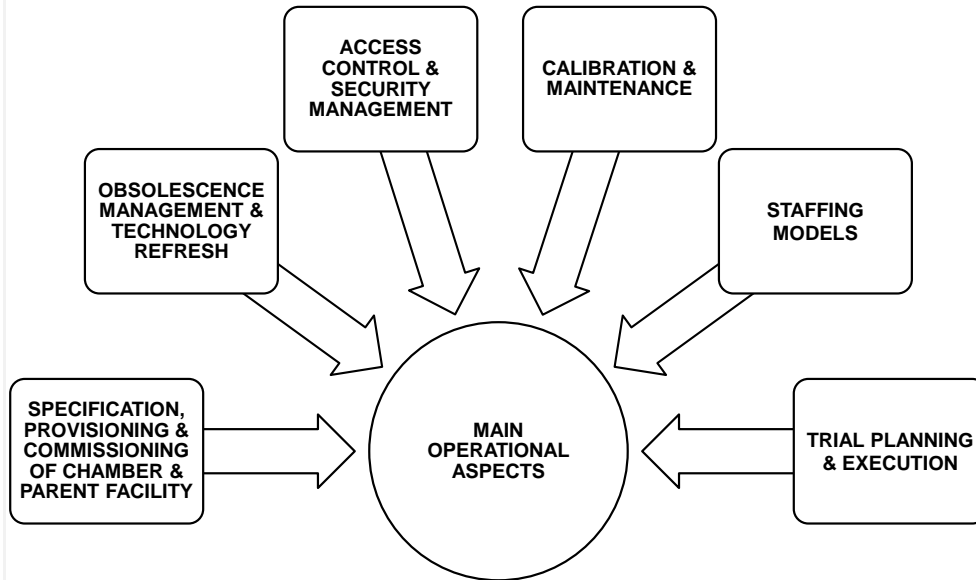 ACCESS
CONTROL &
SECURITY
MANAGEMENT
CALIBRATION &
MAINTENANCE
OBSOLESCENCE
MANAGEMENT &
TECHNOLOGY
REFRESH
STAFFING
MODELS
SPECIFICATION,
PROVISIONING &
COMMISSIONING
OF CHAMBER &
PARENT FACILITY
MAIN
OPERATIONAL
ASPECTS
TRIAL PLANNING
& EXECUTION